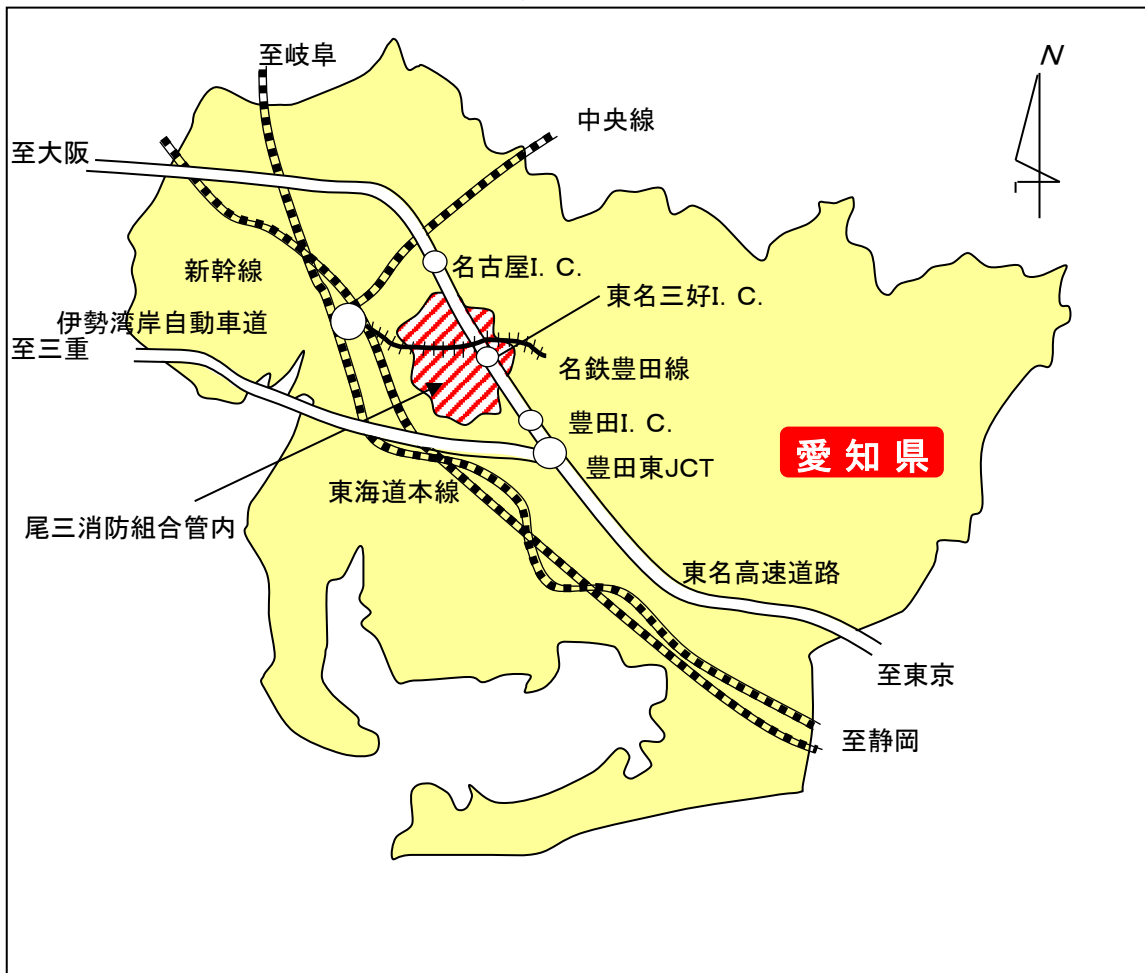 至岐阜
N
中央線
至大阪
名古屋I. C.
新幹線
東名三好I. C.
伊勢湾岸自動車道
至三重
名鉄豊田線
豊田I. C.
愛知県
豊田東JCT
東海道本線
尾三消防組合管内
東名高速道路
至東京
至静岡